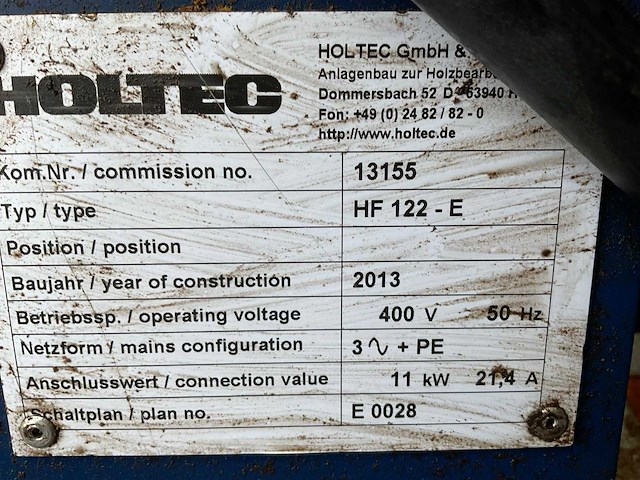 HOLTEC
HOLTEC GmbH &
Anlagenbau zur
Dommersbach 52 D
Fon: +49 (0) 24 82 / 82 - 0
http://www.holtec.de
Kom.Nr. / commission no. 13155
Typ / type HF 122 - E
Position / position
Baujahr / year of construction 2013
Betriebssp. / operating voltage 400 V 50 Hz
Netzform / mains configuration 3 ∿ + PE
Anschlusswert / connection value 11 kW 21,4 A
Schaltplan / plan no. E 0028